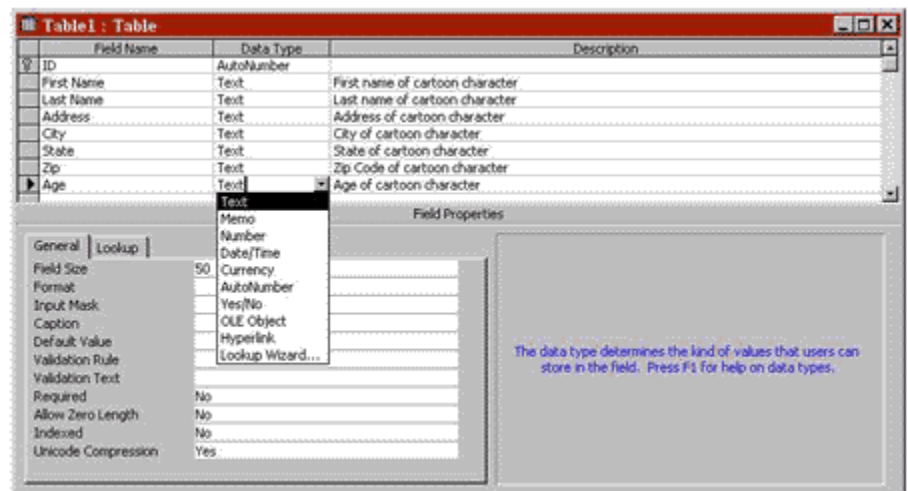 Table1 : Table
Field Name Data Type Description
ID AutoNumber
First Name Text First name of cartoon character
Last Name Text Last name of cartoon character
Address Text Address of cartoon character
City Text City of cartoon character
State Text State of cartoon character
Zip Text Zip Code of cartoon character
Age Text Age of cartoon character
Text
Memo
Number
Date/Time
Currency
AutoNumber
Yes/No
OLE Object
Hyperlink
Lookup Wizard...
Field Properties
General Lookup
Field Size 50
Format
Input Mask
Caption
Default Value
Validation Rule
Validation Text
Required No
Allow Zero Length No
Indexed No
Unicode Compression Yes
The data type determines the kind of values that users can
store in the field. Press F1 for help on data types.